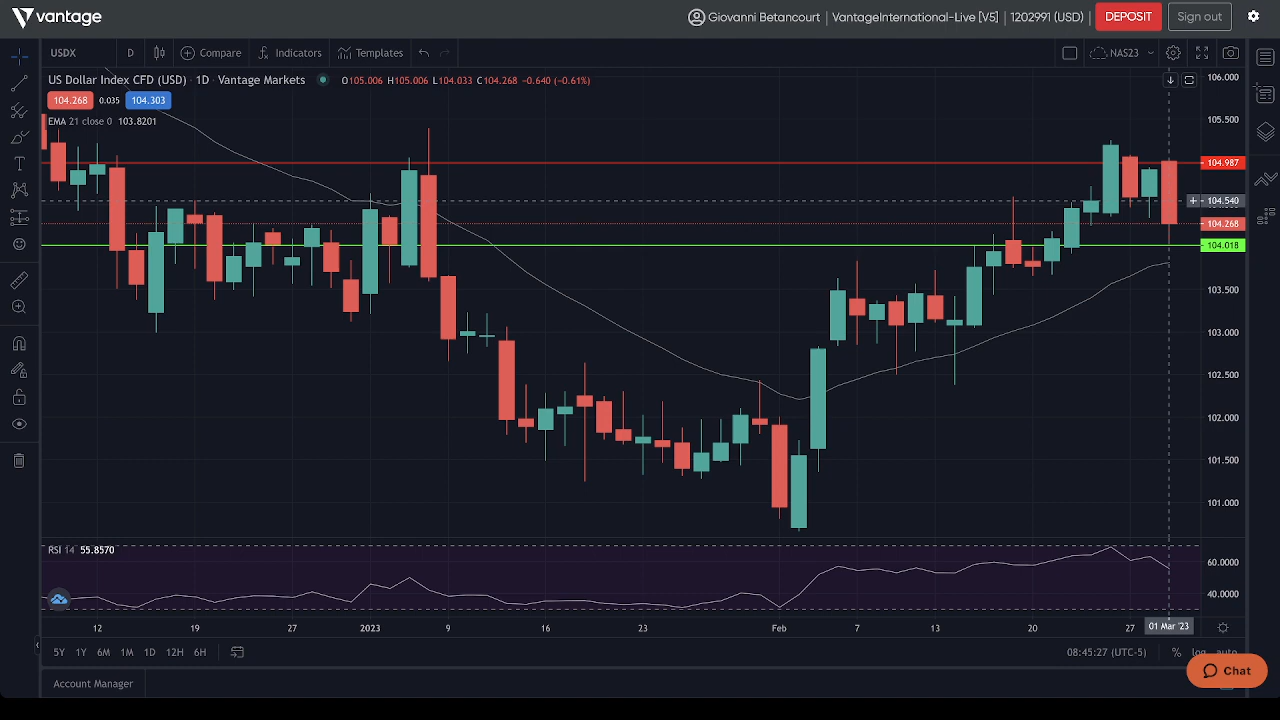 vantage
Giovanni Betancourt | VantageInternational-Live [V5] | 1202991 (USD) | DEPOSIT Sign out
USDX D Compare Indicators Templates NAS23
US Dollar Index CFD (USD) · 1D · Vantage Markets O105.006 H105.006 L104.033 C104.268 −0.640 (−0.61%)
104.268 0.035 104.303
EMA 21 close 0 103.8201
106.000
105.500
104.987
104.540
104.268
104.018
103.500
103.000
102.500
102.000
101.500
101.000
RSI 14 55.8570
60.0000
40.0000
12 19 27 2023 9 16 23 Feb 7 13 20 27 01 Mar '23
5Y 1Y 6M 1M 1D 12H 6H 08:45:27 (UTC-5) % log auto
Chat
Account Manager